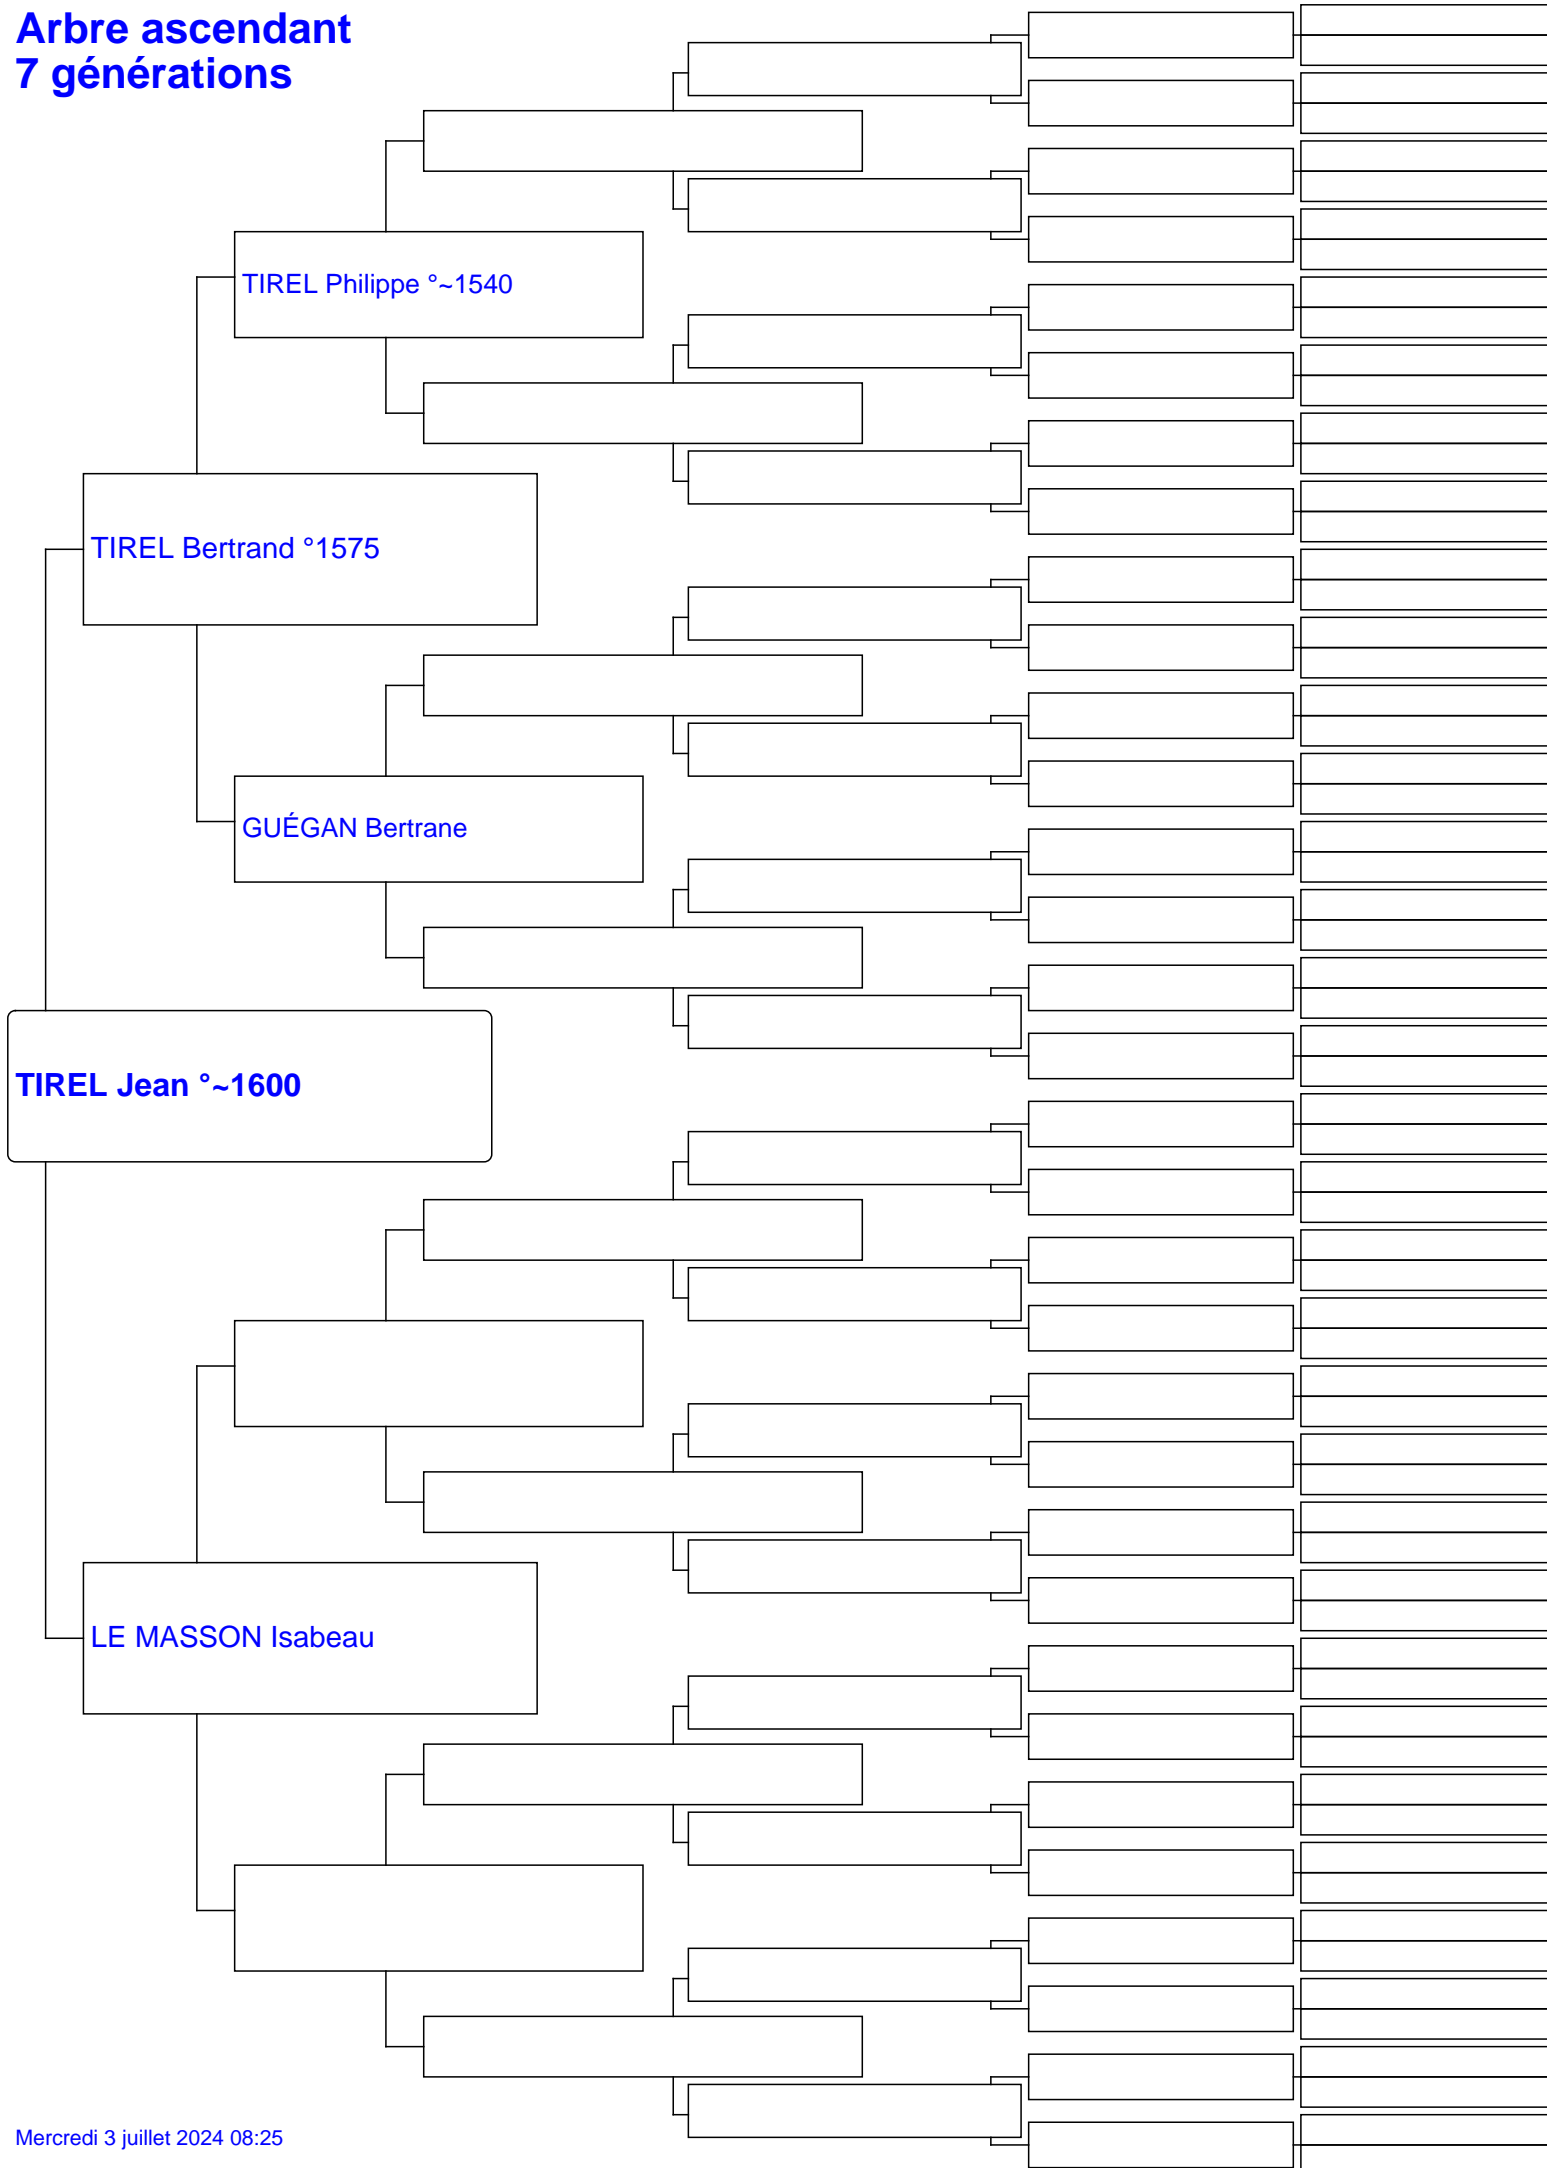 Arbre ascendant
7 générations
TIREL Philippe °~1540
TIREL Bertrand °1575
GUÉGAN Bertrane
TIREL Jean °~1600
LE MASSON Isabeau
Mercredi 3 juillet 2024 08:25